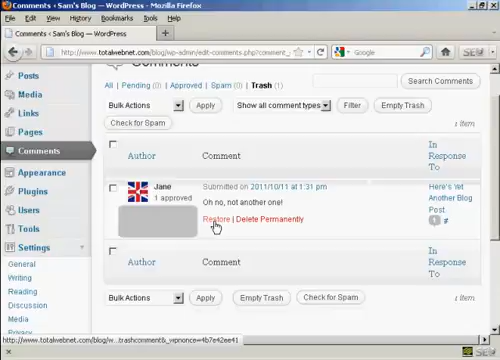 Comments ‹ Sam's Blog — WordPress - Mozilla Firefox
File Edit View History Bookmarks Tools Help
Comments ‹ Sam's Blog — WordPress
http://www.totalwebnet.com/blog/wp-admin/edit-comments.php?comment_
Google
Comments
All | Pending (0) | Approved | Spam (0) | Trash (1)
Search Comments
Bulk Actions Apply Show all comment types Filter Empty Trash
Check for Spam 1 item
Author Comment In Response To
Jane
1 approved
Submitted on 2011/10/11 at 1:31 pm
Oh no, not another one!
Restore | Delete Permanently
Here's Yet Another Blog Post
#
Author Comment In Response To
Bulk Actions Apply Empty Trash Check for Spam 1 item
Posts
Media
Links
Pages
Comments
Appearance
Plugins
Users
Tools
Settings
General
Writing
Reading
Discussion
Media
http://www.totalwebnet.com/blog/w...trashcomment&_wpnonce=4b7e42ee41